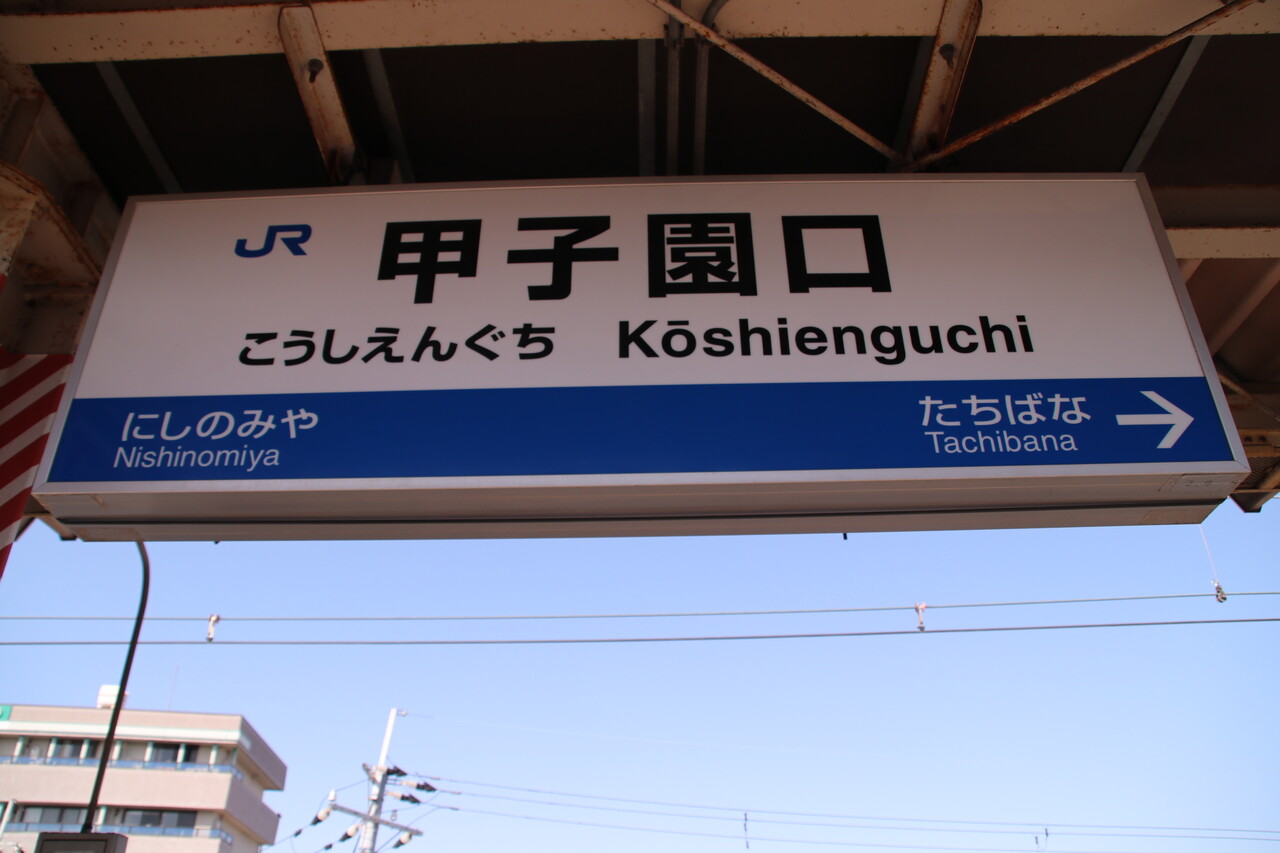 JR 甲子園口
こうしえんぐち Kōshienguchi
にしのみや たちばな →
Nishinomiya Tachibana